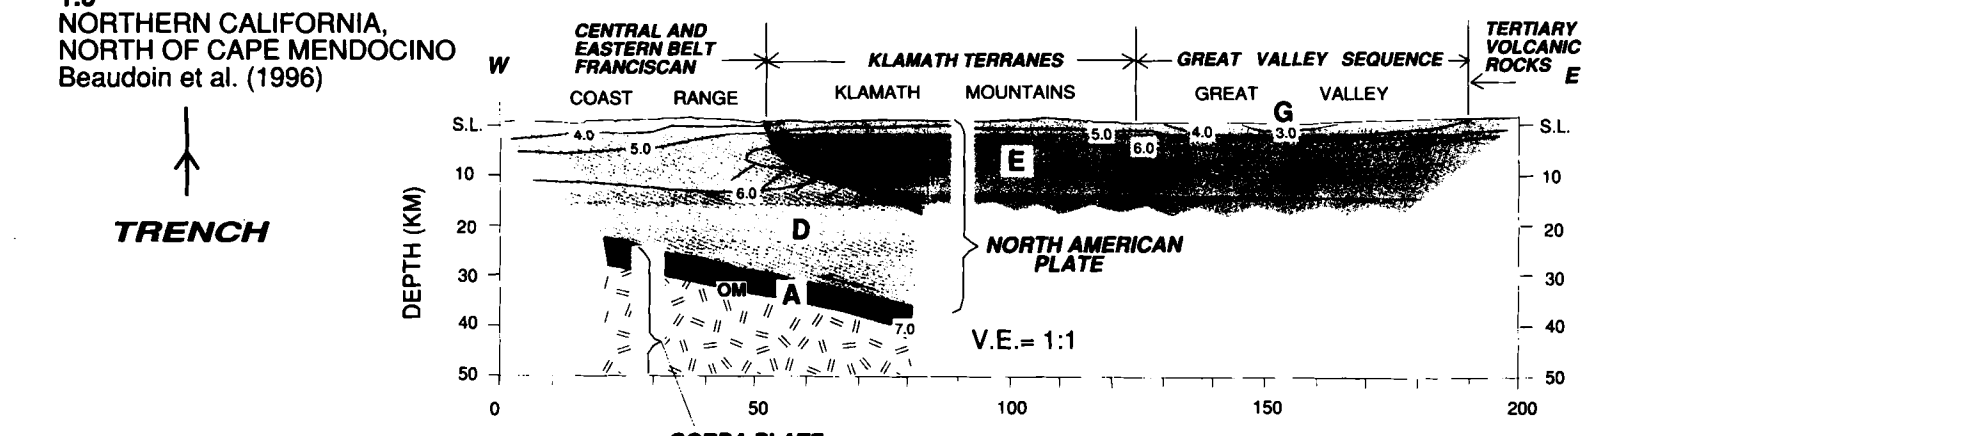 NORTHERN CALIFORNIA,
NORTH OF CAPE MENDOCINO
Beaudoin et al. (1996)
TRENCH
W
CENTRAL AND
EASTERN BELT
FRANCISCAN
KLAMATH TERRANES
GREAT VALLEY SEQUENCE
TERTIARY
VOLCANIC
ROCKS
E
COAST RANGE
KLAMATH MOUNTAINS
GREAT VALLEY
G
S.L.
4.0
5.0
6.0
5.0
6.0
4.0
3.0
S.L.
E
D
A
OM
7.0
NORTH AMERICAN
PLATE
V.E.= 1:1
DEPTH (KM)
10
20
30
40
50
10
20
30
40
50
0
50
100
150
200